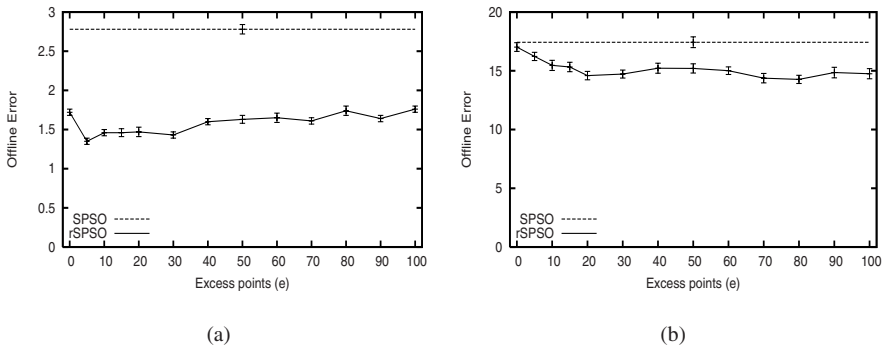 3
2.5
2
1.5
1
0.5
0
Offline Error
SPSO
rSPSO
0 10 20 30 40 50 60 70 80 90 100
Excess points (e)
(a)
20
15
10
5
0
Offline Error
SPSO
rSPSO
0 10 20 30 40 50 60 70 80 90 100
Excess points (e)
(b)